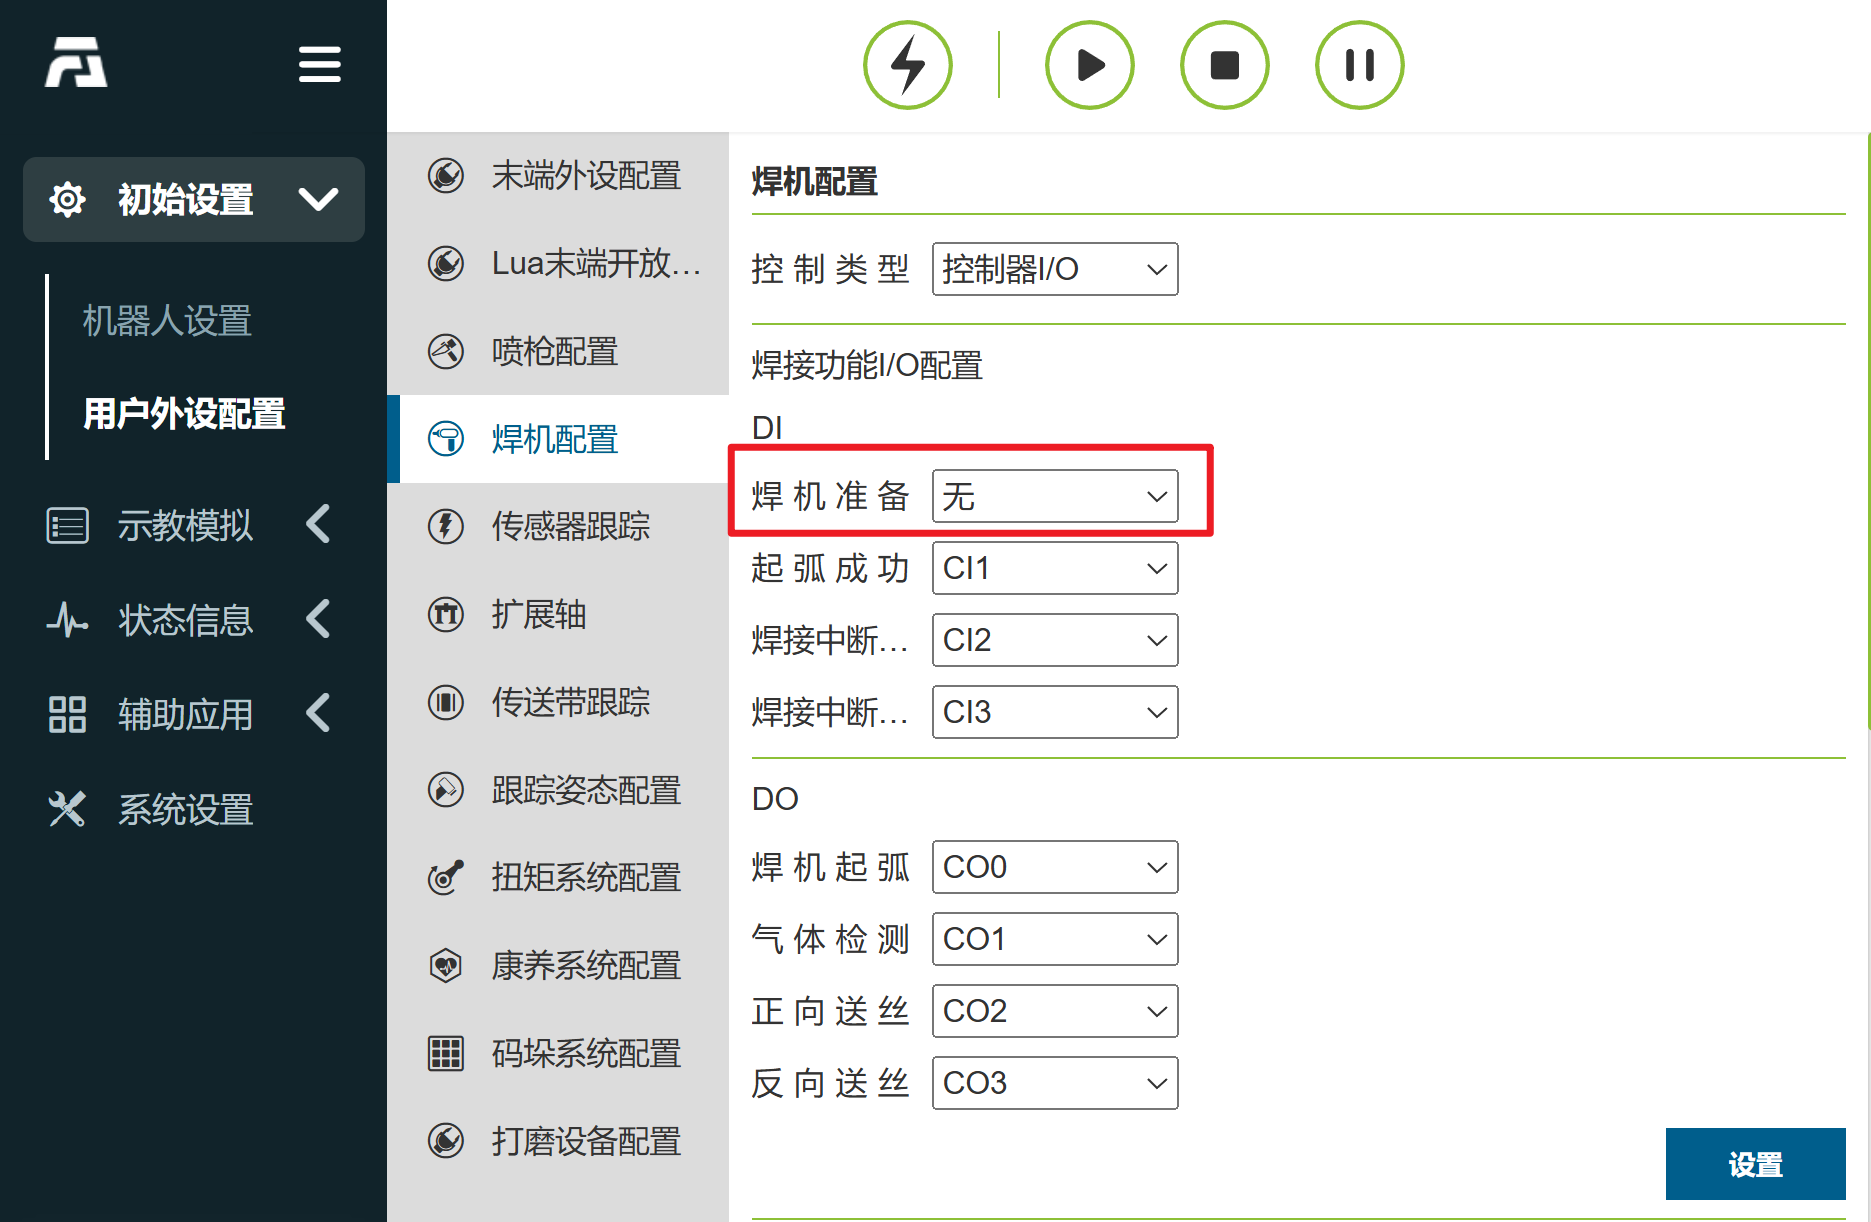 初始设置
机器人设置
用户外设配置
示教模拟
状态信息
辅助应用
系统设置
末端外设配置
Lua末端开放...
喷枪配置
焊机配置
传感器跟踪
扩展轴
传送带跟踪
跟踪姿态配置
扭矩系统配置
康养系统配置
码垛系统配置
打磨设备配置
焊机配置
控制类型 控制器I/O
焊接功能I/O配置
DI
焊机准备 无
起弧成功 CI1
焊接中断... CI2
焊接中断... CI3
DO
焊机起弧 CO0
气体检测 CO1
正向送丝 CO2
反向送丝 CO3
设置